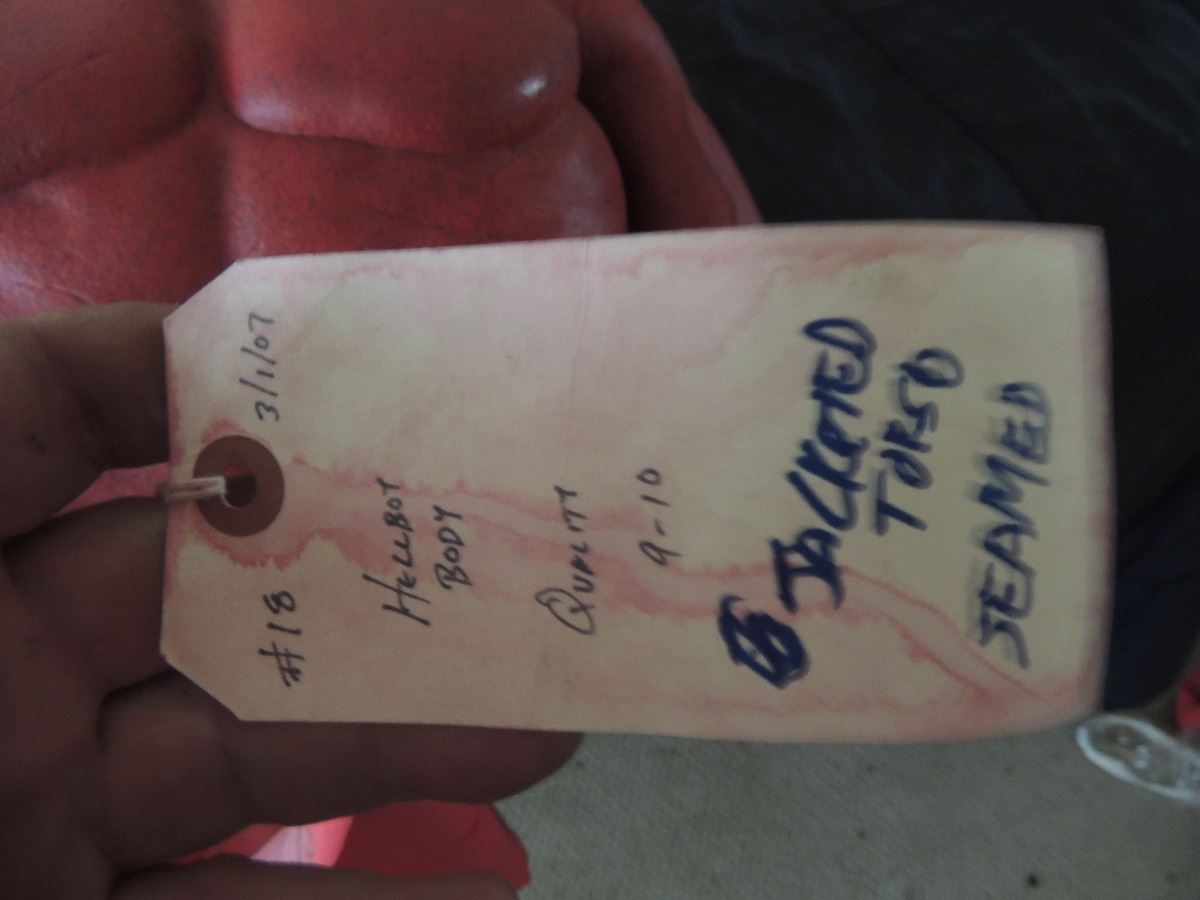 #18 3/1/07
HELLBOY
BODY
QUALITY
9-10
JACKETED
TORSO
SEAMED